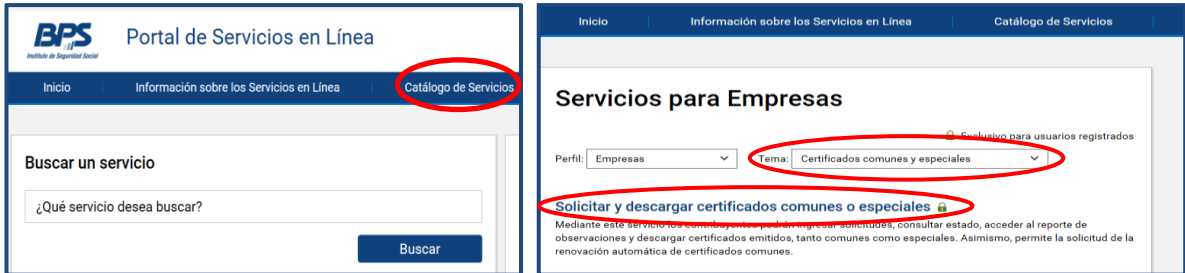 BPS
Instituto de Seguridad Social
Portal de Servicios en Línea
Inicio
Información sobre los Servicios en Línea
Catálogo de Servicios
Buscar un servicio
¿Qué servicio desea buscar?
Buscar
Inicio
Información sobre los Servicios en Línea
Catálogo de Servicios
Servicios para Empresas
Exclusivo para usuarios registrados
Perfil: Empresas
Tema: Certificados comunes y especiales
Solicitar y descargar certificados comunes o especiales
Mediante este servicio los contribuyentes podrán ingresar solicitudes, consultar estado, acceder al reporte de
observaciones y descargar certificados emitidos, tanto comunes como especiales. Asimismo, permite la solicitud de la
renovación automática de certificados comunes.